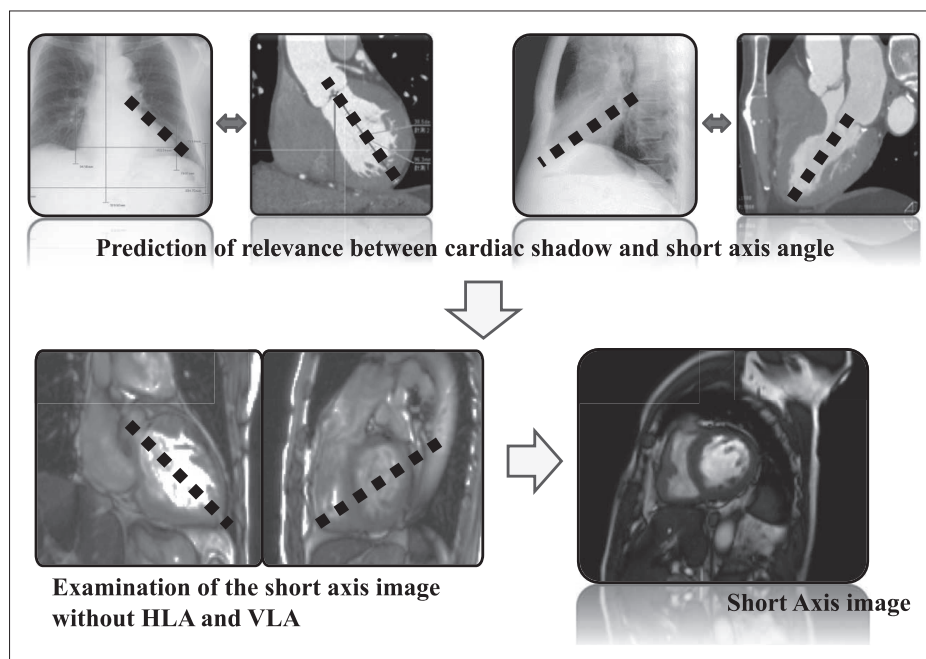 Prediction of relevance between cardiac shadow and short axis angle
Examination of the short axis image
without HLA and VLA
Short Axis image